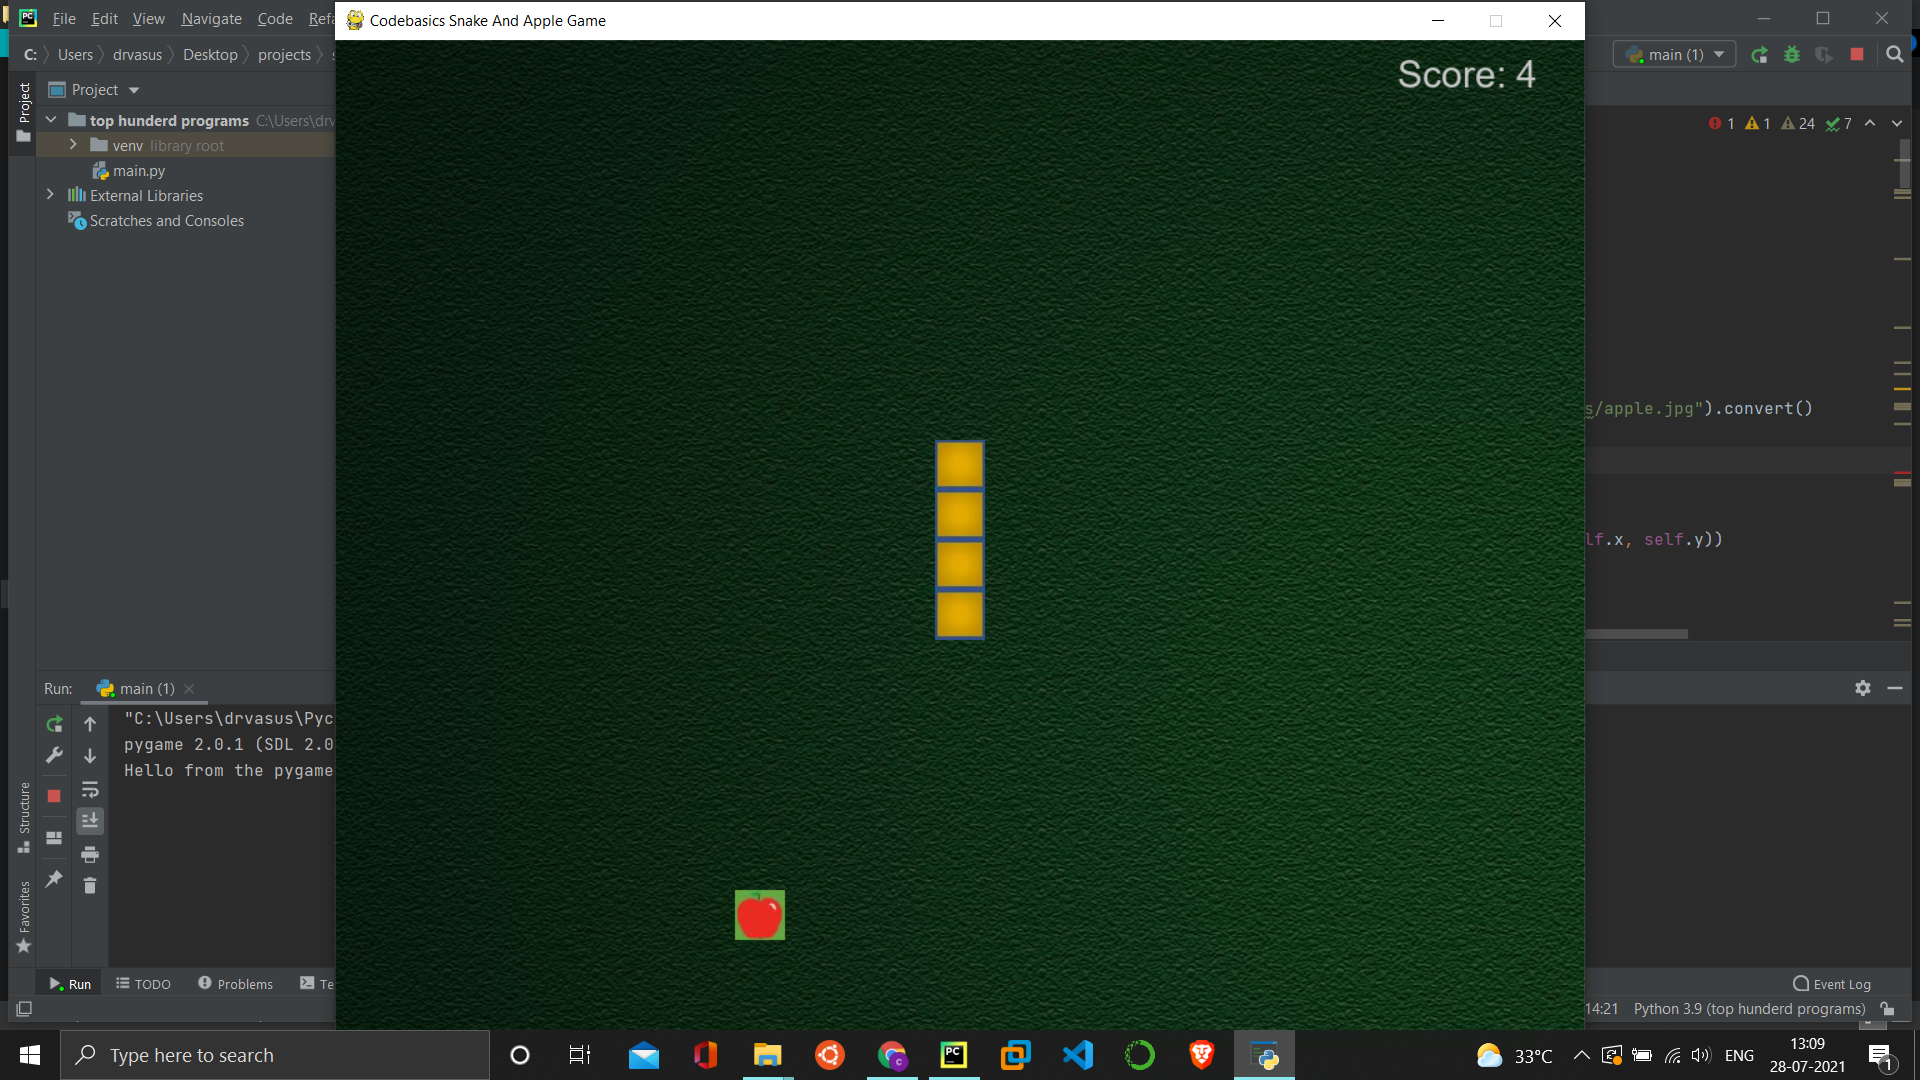 File Edit View Navigate Code Refa
Codebasics Snake And Apple Game
C: Users drvasus Desktop projects s
main (1)
Score: 4
Project
Project
top hunderd programs C:\Users\drv
1 1 24 7
venv library root
main.py
External Libraries
Scratches and Consoles
s/apple.jpg").convert()
lf.x, self.y))
Run: main (1)
"C:\Users\drvasus\Pyc
pygame 2.0.1 (SDL 2.0
Hello from the pygame
Structure
Favorites
Run TODO Problems Te
Event Log
14:21 Python 3.9 (top hunderd programs)
Type here to search
33°C ENG
13:09
28-07-2021
1